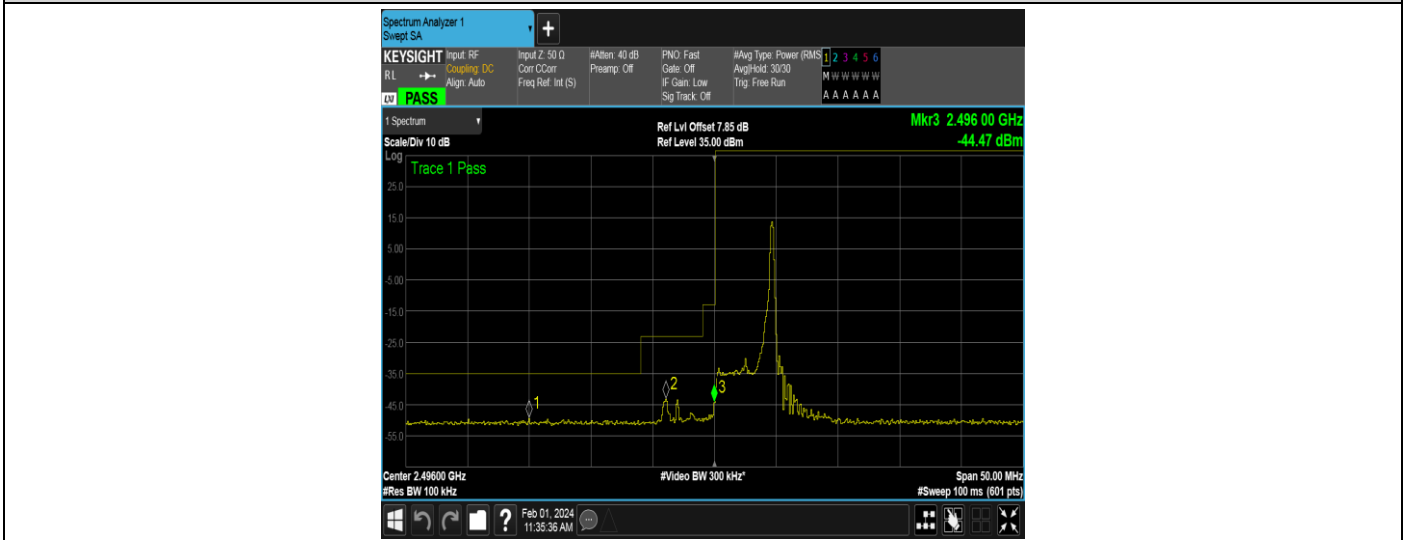 Spectrum Analyzer 1
Swept SA
+
KEYSIGHT
RL
LXI PASS
Input: RF
Coupling: DC
Align: Auto
Input Z: 50 Ω
Corr CCorr
Freq Ref: Int (S)
#Atten: 40 dB
Preamp: Off
PNO: Fast
Gate: Off
IF Gain: Low
Sig Track: Off
#Avg Type: Power (RMS
Avg|Hold: 30/30
Trig: Free Run
1 2 3 4 5 6
M W W W W W
A A A A A A
1 Spectrum
Scale/Div 10 dB
Ref Lvl Offset 7.85 dB
Ref Level 35.00 dBm
Mkr3 2.496 00 GHz
-44.47 dBm
Log
Trace 1 Pass
25.0
15.0
5.00
-5.00
-15.0
-25.0
-35.0
-45.0
-55.0
1
2
3
Center 2.49600 GHz
#Res BW 100 kHz
#Video BW 300 kHz*
Span 50.00 MHz
#Sweep 100 ms (601 pts)
?
Feb 01, 2024
11:35:36 AM